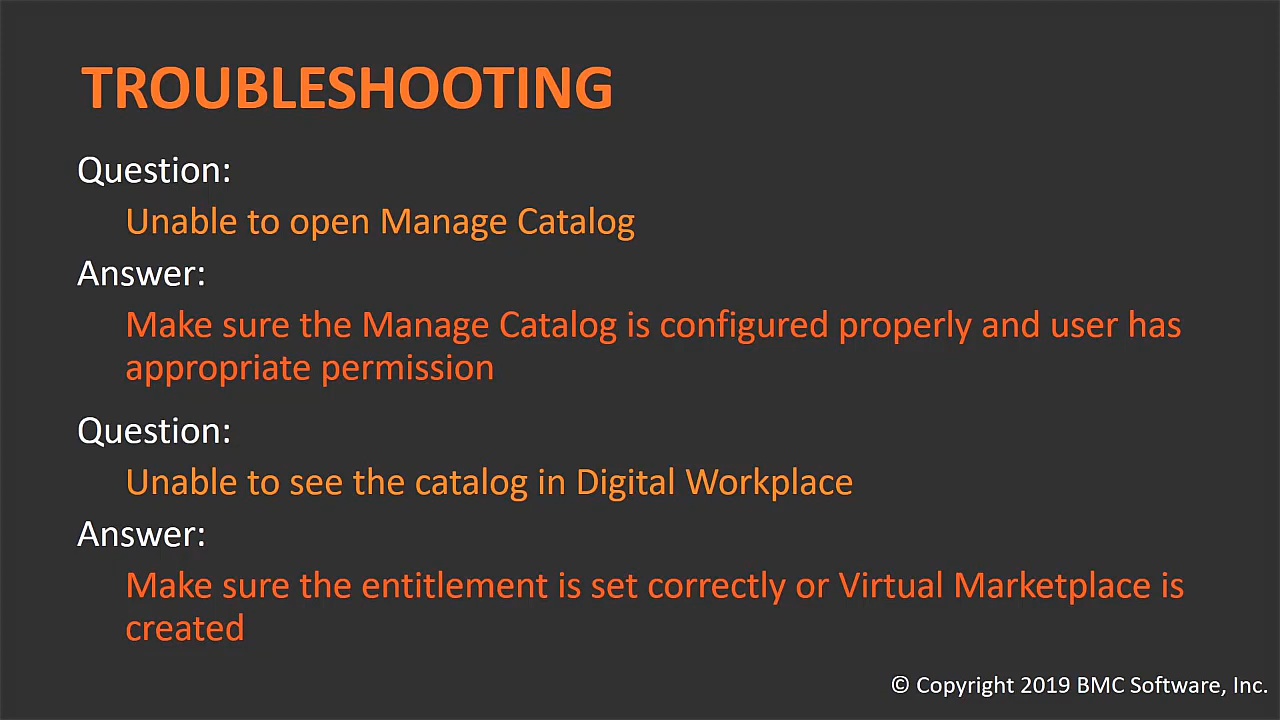 TROUBLESHOOTING
Question:
Unable to open Manage Catalog
Answer:
Make sure the Manage Catalog is configured properly and user has
appropriate permission
Question:
Unable to see the catalog in Digital Workplace
Answer:
Make sure the entitlement is set correctly or Virtual Marketplace is
created
© Copyright 2019 BMC Software, Inc.